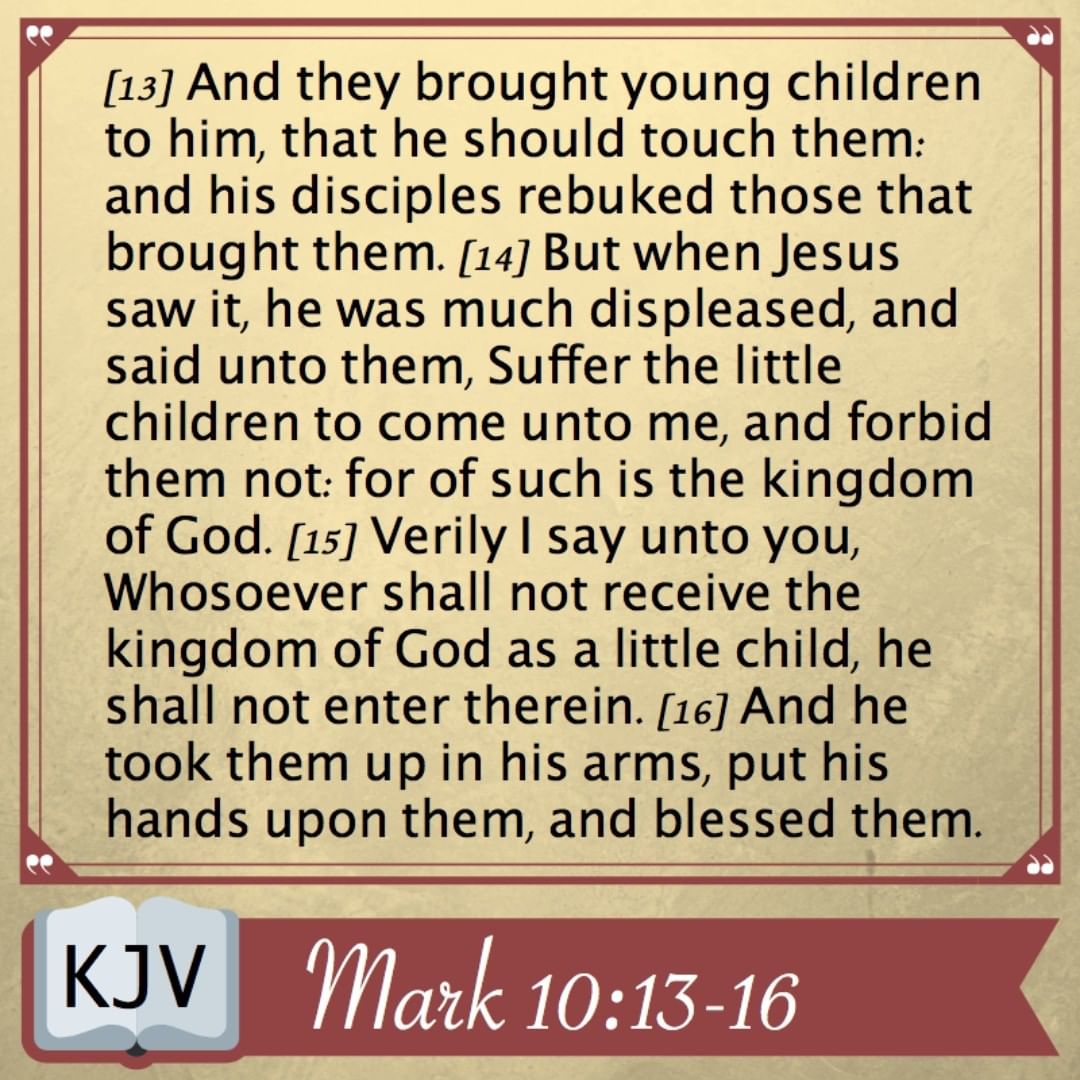 [13] And they brought young children
to him, that he should touch them:
and his disciples rebuked those that
brought them. [14] But when Jesus
saw it, he was much displeased, and
said unto them, Suffer the little
children to come unto me, and forbid
them not: for of such is the kingdom
of God. [15] Verily I say unto you,
Whosoever shall not receive the
kingdom of God as a little child, he
shall not enter therein. [16] And he
took them up in his arms, put his
hands upon them, and blessed them.
KJV
Mark 10:13-16